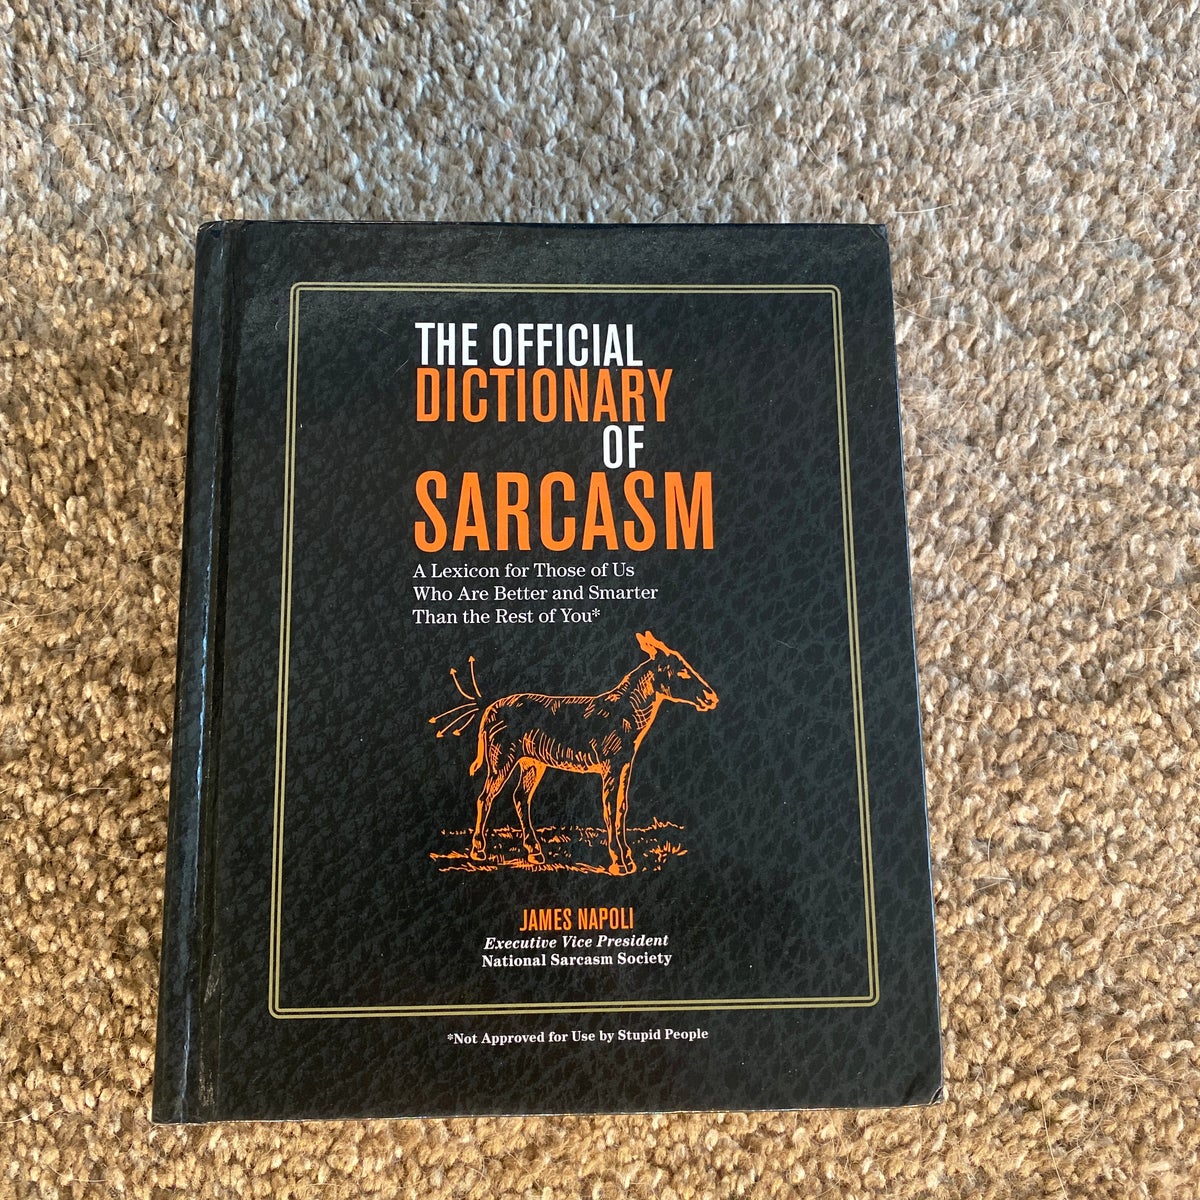 THE OFFICIAL
DICTIONARY
OF
SARCASM
A Lexicon for Those of Us
Who Are Better and Smarter
Than the Rest of You*
JAMES NAPOLI
Executive Vice President
National Sarcasm Society
*Not Approved for Use by Stupid People